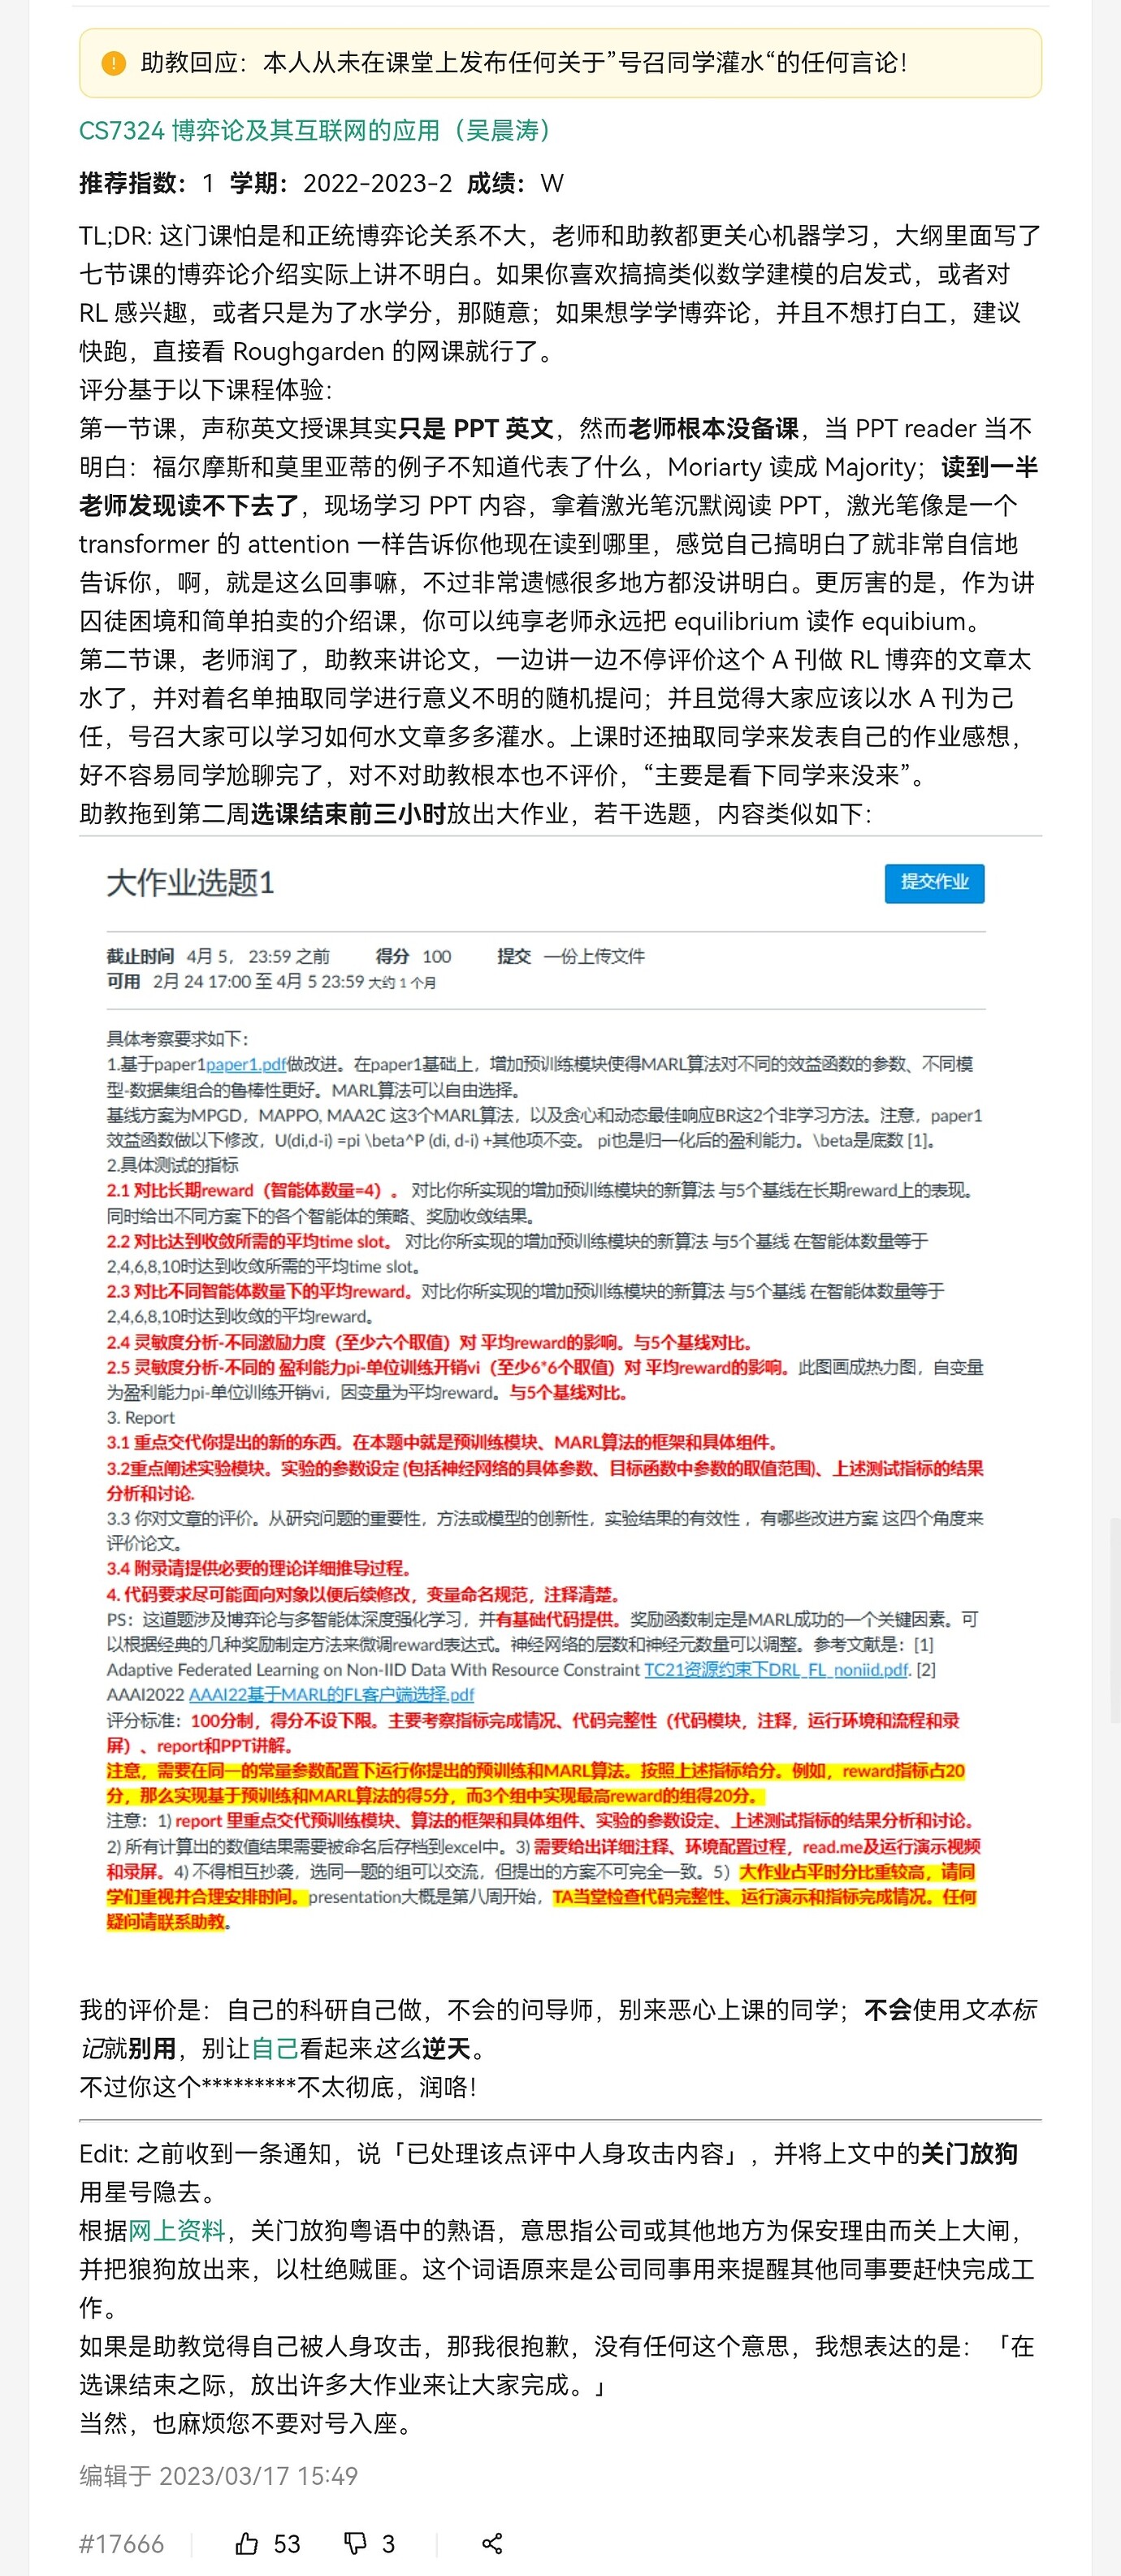 助教回应：本人从未在课堂上发布任何关于”号召同学灌水“的任何言论！
CS7324 博弈论及其互联网的应用（吴晨涛）
推荐指数：1 学期：2022-2023-2 成绩：W
TL;DR: 这门课怕是和正统博弈论关系不大，老师和助教都更关心机器学习，大纲里面写了
七节课的博弈论介绍实际上讲不明白。如果你喜欢搞搞类似数学建模的启发式，或者对
RL 感兴趣，或者只是为了水学分，那随意；如果想学学博弈论，并且不想打白工，建议
快跑，直接看 Roughgarden 的网课就行了。
评分基于以下课程体验：
第一节课，声称英文授课其实只是 PPT 英文，然而老师根本没备课，当 PPT reader 当不
明白：福尔摩斯和莫里亚蒂的例子不知道代表了什么，Moriarty 读成 Majority；读到一半
老师发现读不下去了，现场学习 PPT 内容，拿着激光笔沉默阅读 PPT，激光笔像是一个
transformer 的 attention 一样告诉你他现在读到哪里，感觉自己搞明白了就非常自信地
告诉你，啊，就是这么回事嘛，不过非常遗憾很多地方都没讲明白。更厉害的是，作为讲
囚徒困境和简单拍卖的介绍课，你可以纯享老师永远把 equilibrium 读作 equibium。
第二节课，老师润了，助教来讲论文，一边讲一边不停评价这个 A 刊做 RL 博弈的文章太
水了，并对着名单抽取同学进行意义不明的随机提问；并且觉得大家应该以水 A 刊为己
任，号召大家可以学习如何水文章多多灌水。上课时还抽取同学来发表自己的作业感想，
好不容易同学尬聊完了，对不对助教根本也不评价，“主要是看下同学来没来”。
助教拖到第二周选课结束前三小时放出大作业，若干选题，内容类似如下：
大作业选题1
提交作业
截止时间 4月 5， 23:59 之前 得分 100 提交 一份上传文件
可用 2月 24 17:00 至 4月 5 23:59 大约 1 个月
具体考察要求如下：
1.基于paper1paper1.pdf做改进。在paper1基础上，增加预训练模块使得MARL算法对不同的效益函数的参数、不同模
型-数据集组合的鲁棒性更好。MARL算法可以自由选择。
基线方案为MPGD，MAPPO, MAA2C 这3个MARL算法，以及贪心和动态最佳响应BR这2个非学习方法。注意，paper1
效益函数做以下修改，U(di,d-i) =pi \beta^P (di, d-i) +其他项不变。 pi也是归一化后的盈利能力。\beta是底数 [1]。
2.具体测试的指标
2.1 对比长期reward（智能体数量=4）。 对比你所实现的增加预训练模块的新算法 与5个基线在长期reward上的表现。
同时给出不同方案下的各个智能体的策略、奖励收敛结果。
2.2 对比达到收敛所需的平均time slot。 对比你所实现的增加预训练模块的新算法 与5个基线 在智能体数量等于
2,4,6,8,10时达到收敛所需的平均time slot。
2.3 对比不同智能体数量下的平均reward。对比你所实现的增加预训练模块的新算法 与5个基线 在智能体数量等于
2,4,6,8,10时达到收敛的平均reward。
2.4 灵敏度分析-不同激励力度（至少六个取值）对 平均reward的影响。与5个基线对比。
2.5 灵敏度分析-不同的 盈利能力pi-单位训练开销vi（至少6*6个取值）对 平均reward的影响。此图画成热力图，自变量
为盈利能力pi-单位训练开销vi，因变量为平均reward。与5个基线对比。
3. Report
3.1 重点交代你提出的新的东西。在本题中就是预训练模块、MARL算法的框架和具体组件。
3.2重点阐述实验模块。实验的参数设定 (包括神经网络的具体参数、目标函数中参数的取值范围)、上述测试指标的结果
分析和讨论.
3.3 你对文章的评价。从研究问题的重要性，方法或模型的创新性，实验结果的有效性 ，有哪些改进方案 这四个角度来
评价论文。
3.4 附录请提供必要的理论详细推导过程。
4. 代码要求尽可能面向对象以便后续修改，变量命名规范，注释清楚。
PS：这道题涉及博弈论与多智能体深度强化学习，并有基础代码提供。奖励函数制定是MARL成功的一个关键因素。可
以根据经典的几种奖励制定方法来微调reward表达式。神经网络的层数和神经元数量可以调整。参考文献是：[1]
Adaptive Federated Learning on Non-IID Data With Resource Constraint TC21资源约束下DRL_FL_noniid.pdf. [2]
AAAI2022 AAAI22基于MARL的FL客户端选择.pdf
评分标准：100分制，得分不设下限。主要考察指标完成情况、代码完整性（代码模块，注释，运行环境和流程和录
屏）、report和PPT讲解。
注意，需要在同一的常量参数配置下运行你提出的预训练和MARL算法。按照上述指标给分。例如，reward指标占20
分，那么实现基于预训练和MARL算法的得5分，而3个组中实现最高reward的组得20分。
注意：1) report 里重点交代预训练模块、算法的框架和具体组件、实验的参数设定、上述测试指标的结果分析和讨论。
2) 所有计算出的数值结果需要被命名后存档到excel中。3) 需要给出详细注释、环境配置过程，read.me及运行演示视频
和录屏。4) 不得相互抄袭，选同一题的组可以交流，但提出的方案不可完全一致。5）大作业占平时分比重较高，请同
学们重视并合理安排时间。presentation大概是第八周开始，TA当堂检查代码完整性、运行演示和指标完成情况。任何
疑问请联系助教。
我的评价是：自己的科研自己做，不会的问导师，别来恶心上课的同学；不会使用文本标
记就别用，别让自己看起来这么逆天。
不过你这个*********不太彻底，润咯！
Edit: 之前收到一条通知，说「已处理该点评中人身攻击内容」，并将上文中的关门放狗
用星号隐去。
根据网上资料，关门放狗粤语中的熟语，意思指公司或其他地方为保安理由而关上大闸，
并把狼狗放出来，以杜绝贼匪。这个词语原来是公司同事用来提醒其他同事要赶快完成工
作。
如果是助教觉得自己被人身攻击，那我很抱歉，没有任何这个意思，我想表达的是：「在
选课结束之际，放出许多大作业来让大家完成。」
当然，也麻烦您不要对号入座。
编辑于 2023/03/17 15:49
#17666 53 3